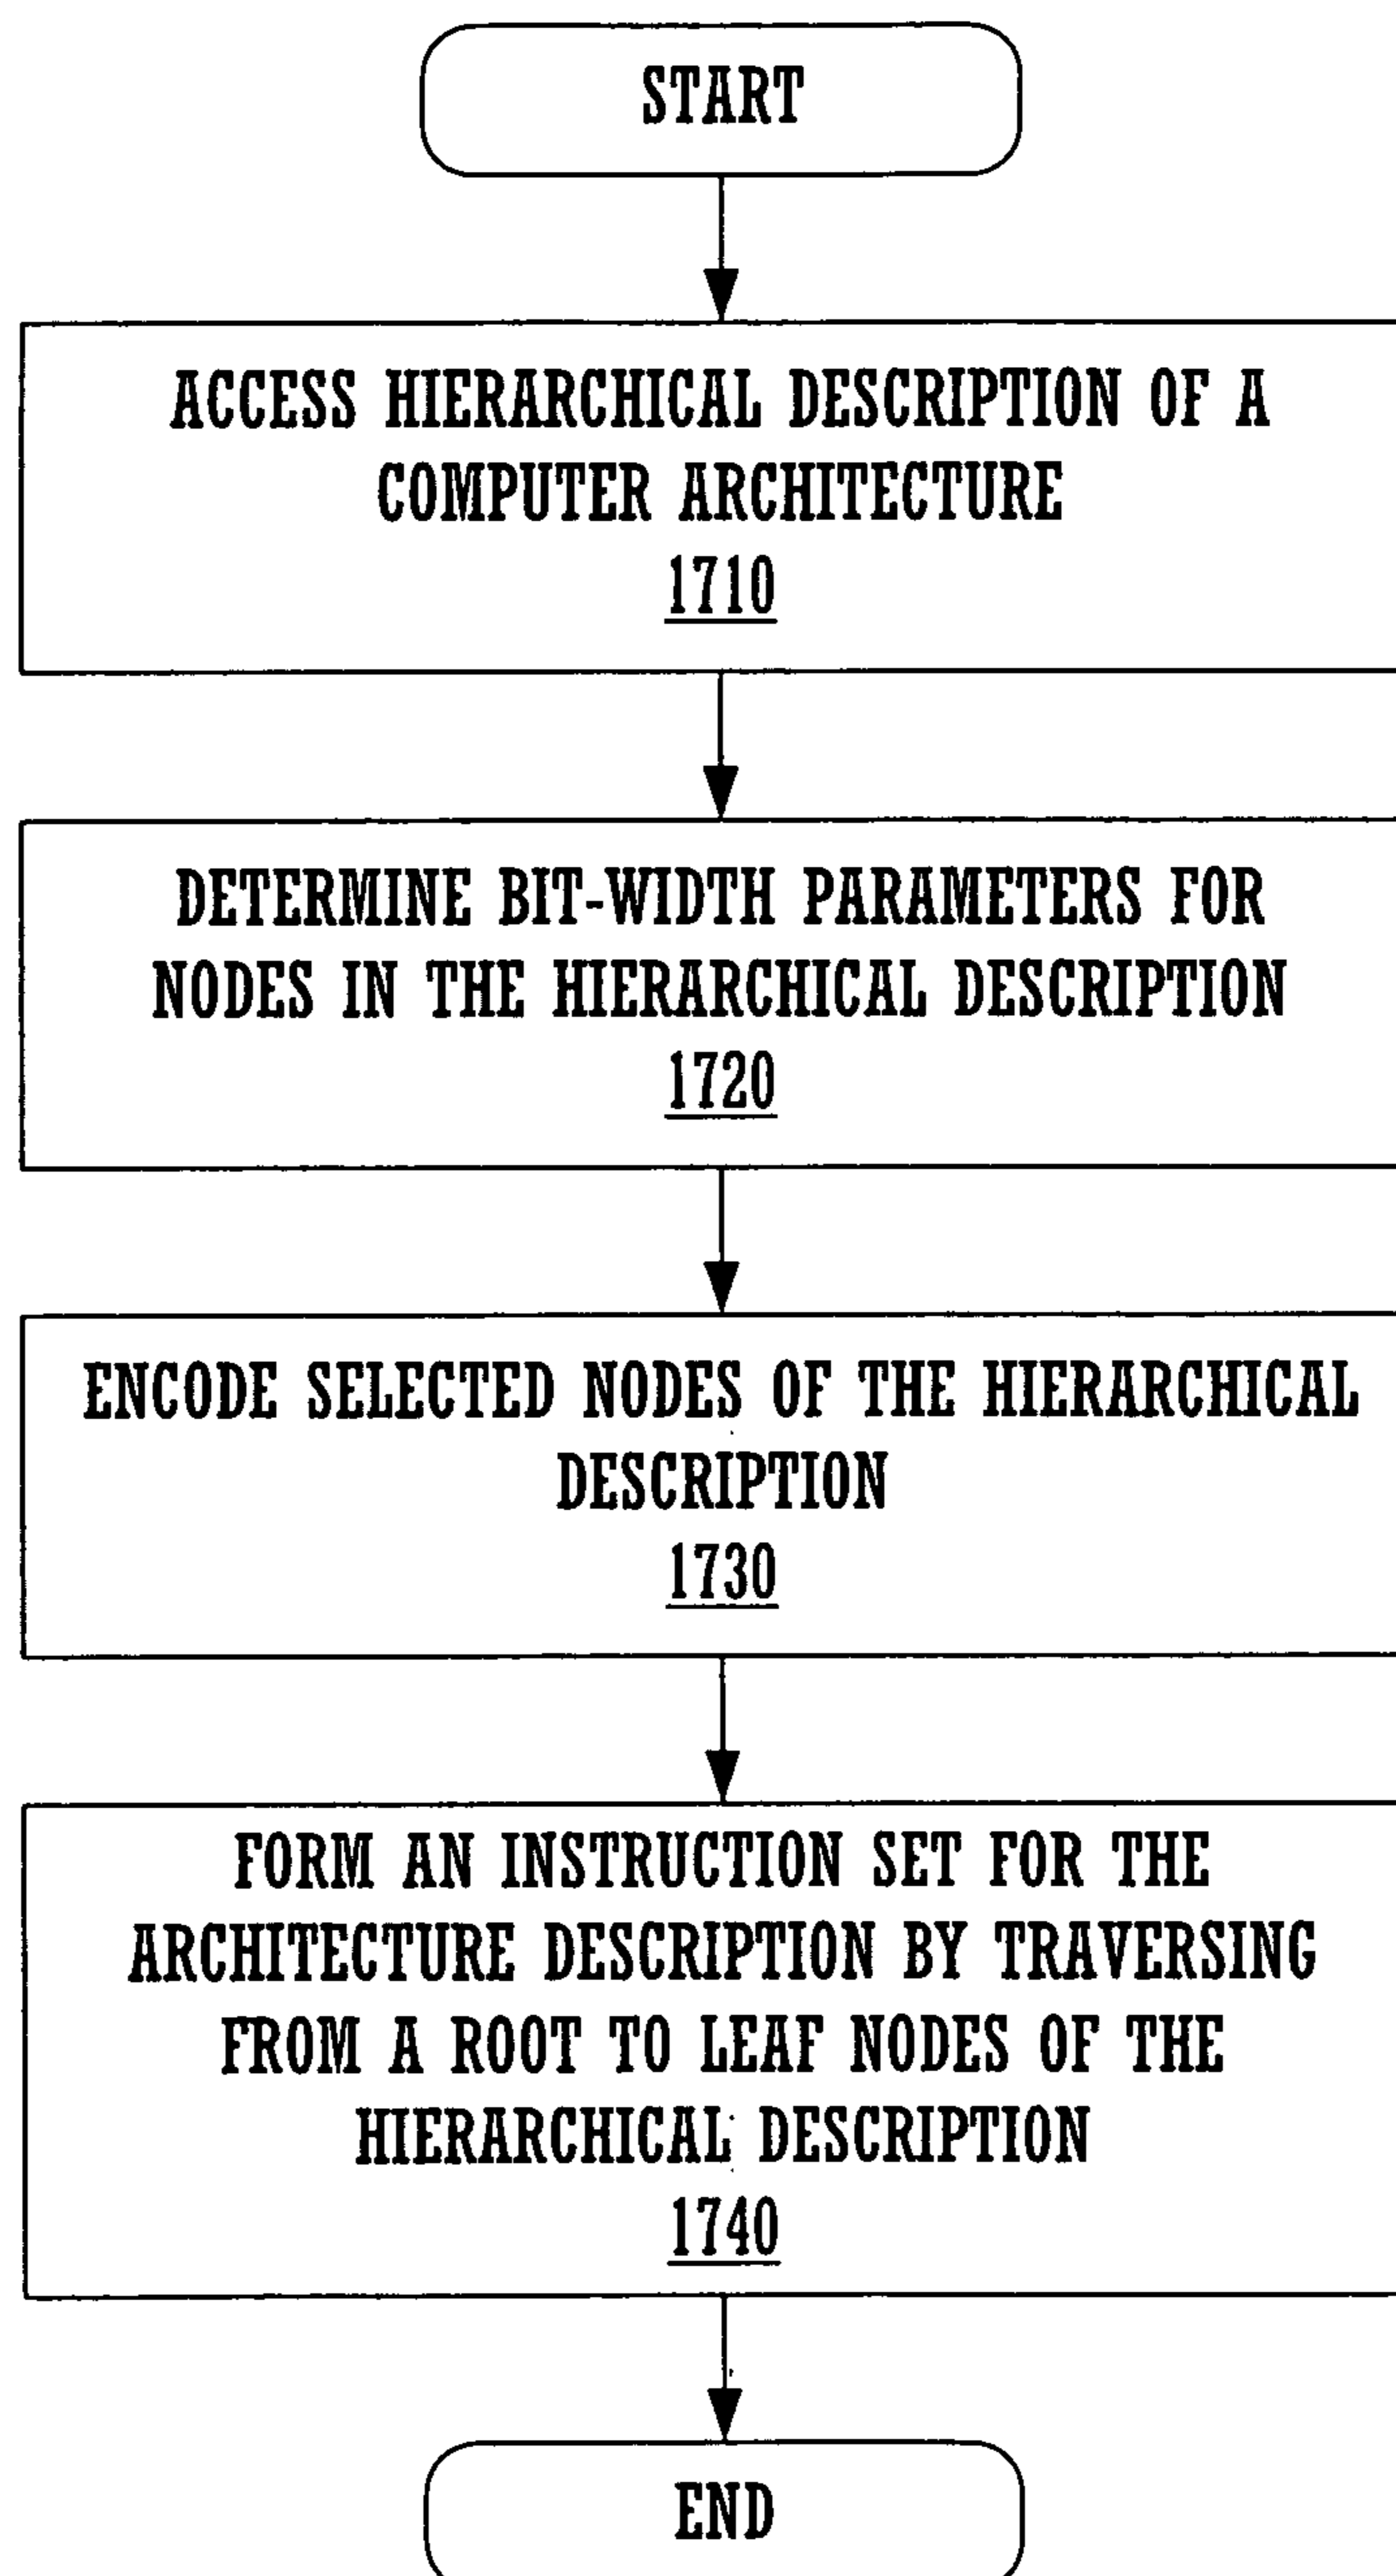 START
ACCESS HIERARCHICAL DESCRIPTION OF A
COMPUTER ARCHITECTURE
1710
DETERMINE BIT-WIDTH PARAMETERS FOR
NODES IN THE HIERARCHICAL DESCRIPTION
1720
ENCODE SELECTED NODES OF THE HIERARCHICAL
DESCRIPTION
1730
FORM AN INSTRUCTION SET FOR THE
ARCHITECTURE DESCRIPTION BY TRAVERSING
FROM A ROOT TO LEAF NODES OF THE
HIERARCHICAL DESCRIPTION
1740
END